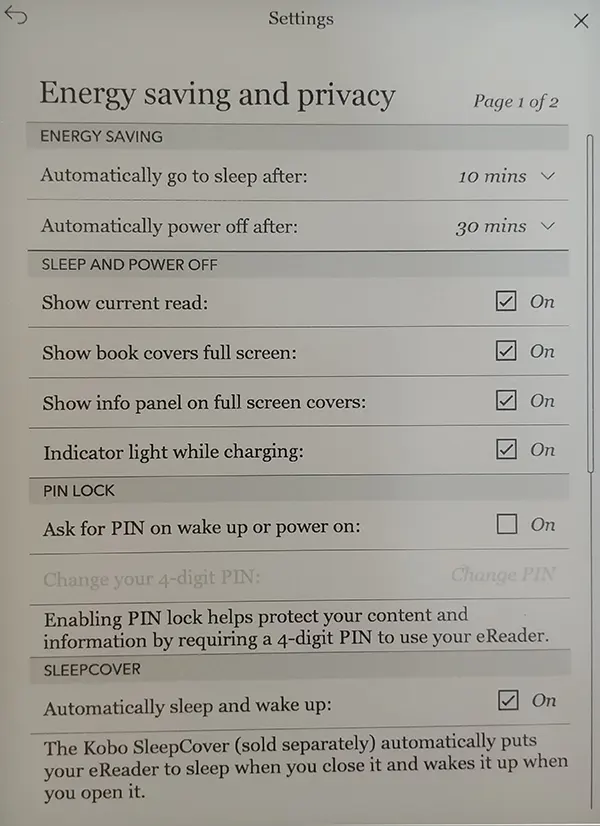 Settings
Energy saving and privacy
Page 1 of 2
ENERGY SAVING
Automatically go to sleep after: 10 mins
Automatically power off after: 30 mins
SLEEP AND POWER OFF
Show current read: On
Show book covers full screen: On
Show info panel on full screen covers: On
Indicator light while charging: On
PIN LOCK
Ask for PIN on wake up or power on: On
Change your 4-digit PIN: Change PIN
Enabling PIN lock helps protect your content and
information by requiring a 4-digit PIN to use your eReader.
SLEEPCOVER
Automatically sleep and wake up: On
The Kobo SleepCover (sold separately) automatically puts
your eReader to sleep when you close it and wakes it up when
you open it.